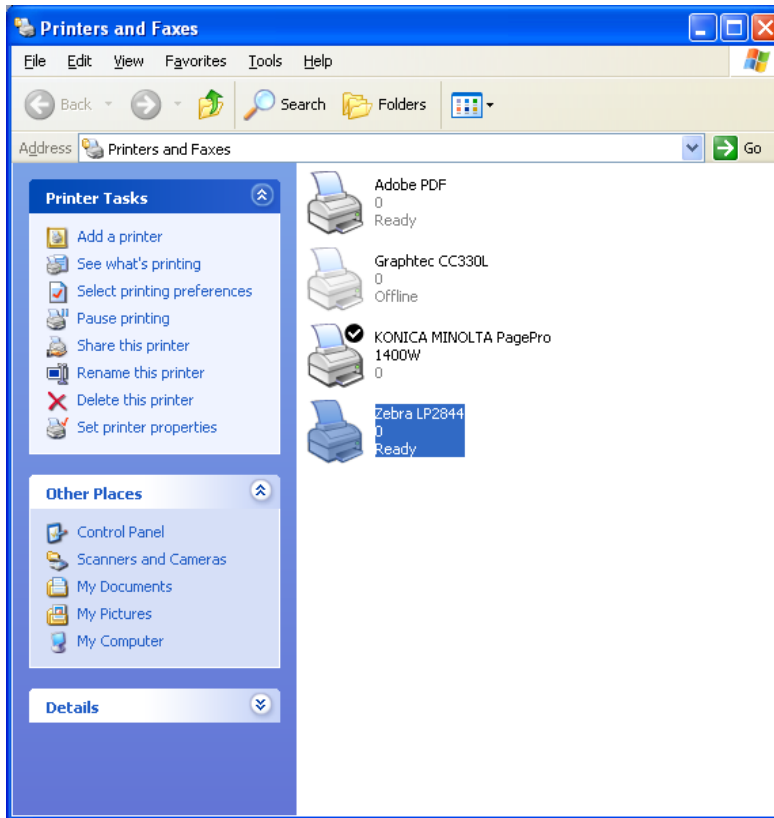 Printers and Faxes
File Edit View Favorites Tools Help
Back Search Folders
Address Printers and Faxes Go
Printer Tasks
Add a printer
See what's printing
Select printing preferences
Pause printing
Share this printer
Rename this printer
Delete this printer
Set printer properties
Other Places
Control Panel
Scanners and Cameras
My Documents
My Pictures
My Computer
Details
Adobe PDF
0
Ready
Graphtec CC330L
0
Offline
KONICA MINOLTA PagePro
1400W
0
Zebra LP2844
0
Ready